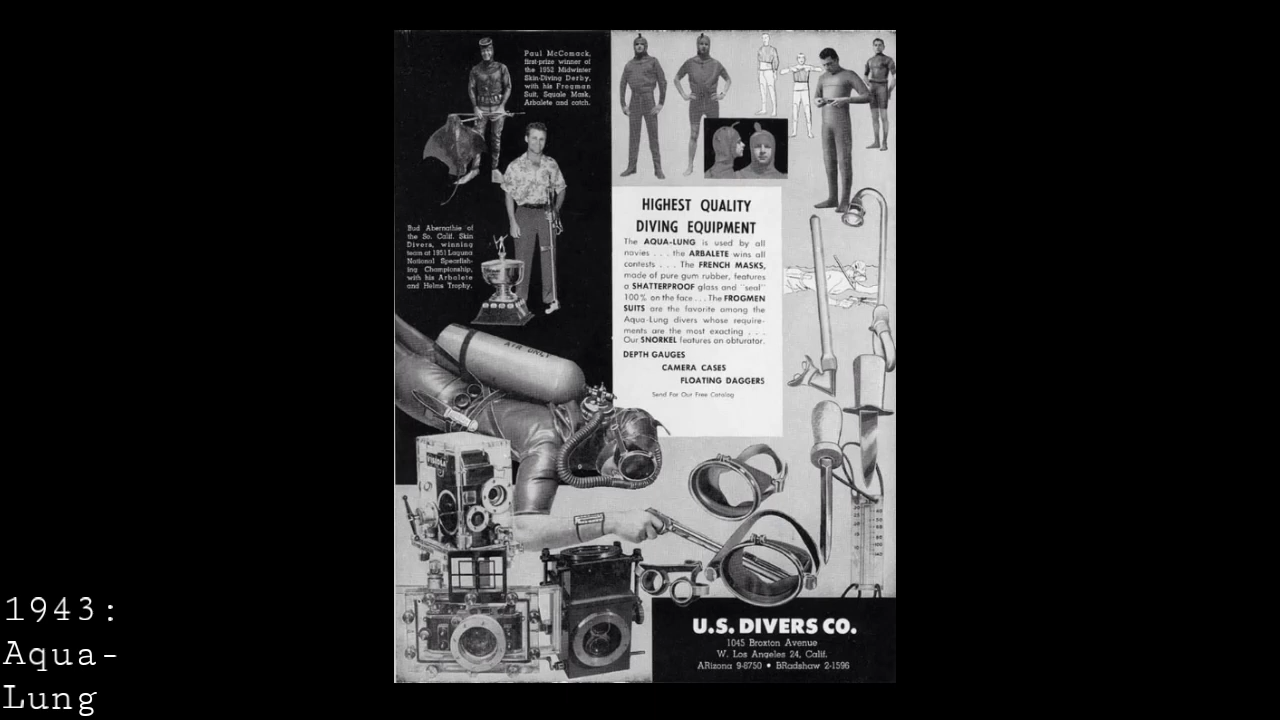 Paul McComack,
first-prize winner of
the 1952 Midwinter
Skin-Diving Derby,
with his Frogman
Suit, Squale Mask,
Arbalete and catch.
Bud Abernathie of
the So. Calif. Skin
Divers, winning
team at 1951 Laguna
National Spearfish-
ing Championship,
with his Arbalete
and Helms Trophy.
HIGHEST QUALITY
DIVING EQUIPMENT
The AQUA-LUNG is used by all
navies . . . the ARBALETE wins all
contests . . . The FRENCH MASKS,
made of pure gum rubber, features
a SHATTERPROOF glass and "seal"
100% on the face . . . The FROGMEN
SUITS are the favorite among the
Aqua-Lung divers whose require-
ments are the most exacting . . .
Our SNORKEL features an obturator.
DEPTH GAUGES
CAMERA CASES
FLOATING DAGGERS
Send For Our Free Catalog
AIR ONLY
U.S. DIVERS CO.
1045 Broxton Avenue
W. Los Angeles 24, Calif.
ARizona 9-8750 • BRadshaw 2-1596
1943:
Aqua-
Lung